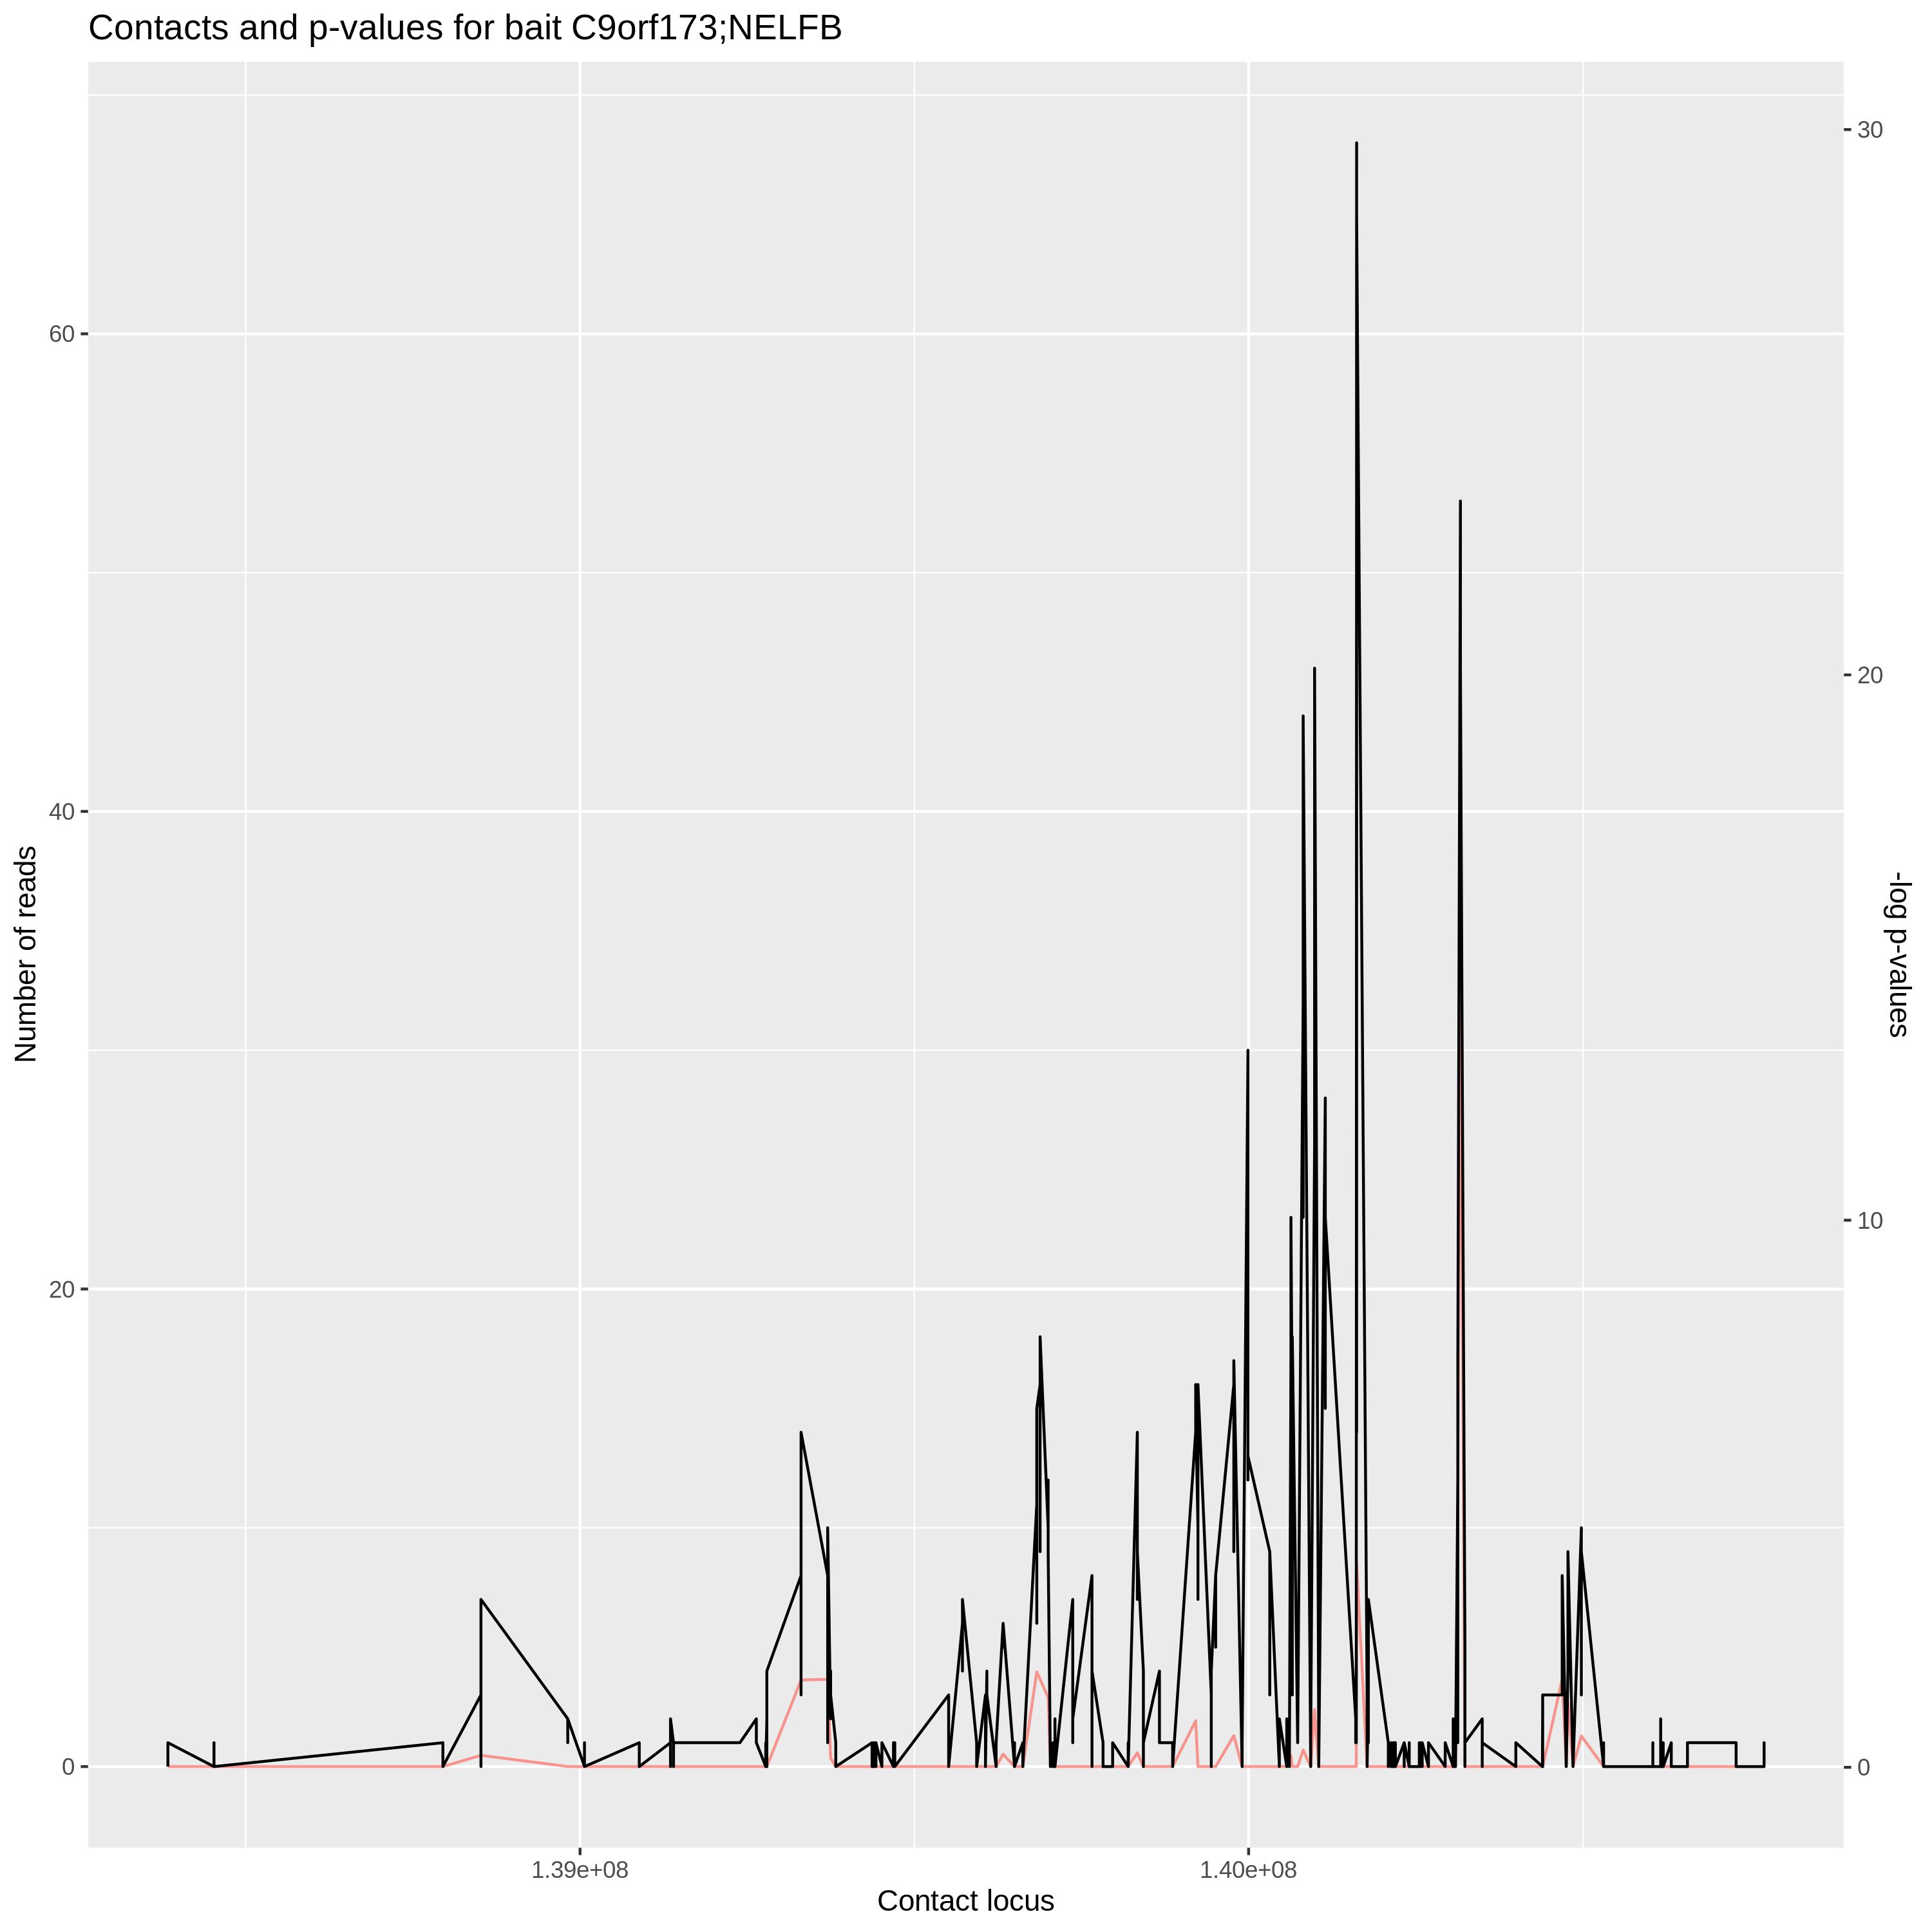 Contacts and p-values for bait C9orf173;NELFB
30
60
20
40
Number of reads
-log p-values
10
20
0
0
1.39e+08
1.40e+08
Contact locus